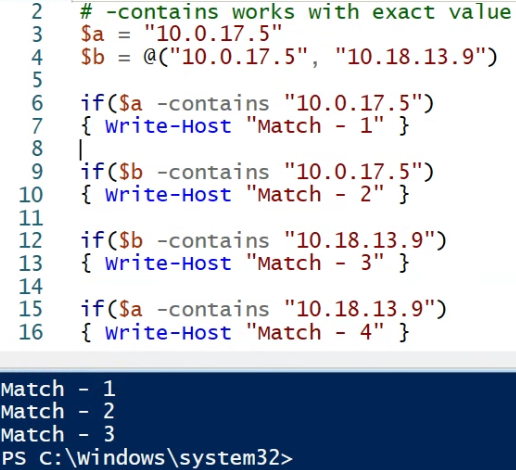 2 # -contains works with exact value
3 $a = "10.0.17.5"
4 $b = @("10.0.17.5", "10.18.13.9")
5
6 if($a -contains "10.0.17.5")
7 { Write-Host "Match - 1" }
8
9 if($b -contains "10.0.17.5")
10 { Write-Host "Match - 2" }
11
12 if($b -contains "10.18.13.9")
13 { Write-Host "Match - 3" }
14
15 if($a -contains "10.18.13.9")
16 { Write-Host "Match - 4" }
Match - 1
Match - 2
Match - 3
PS C:\Windows\system32>